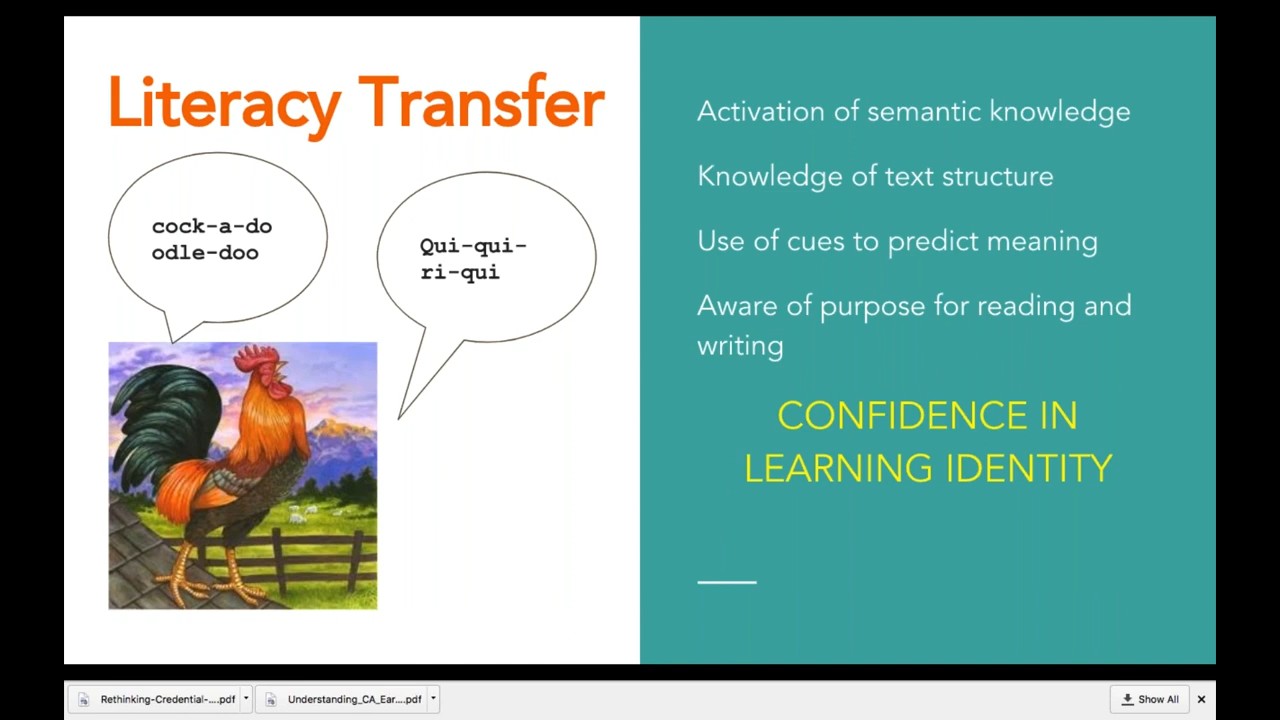 Literacy Transfer
cock-a-do
odle-doo
Qui-qui-
ri-qui
Activation of semantic knowledge
Knowledge of text structure
Use of cues to predict meaning
Aware of purpose for reading and
writing
CONFIDENCE IN
LEARNING IDENTITY
Rethinking-Credential-....pdf
Understanding_CA_Ear....pdf
Show All